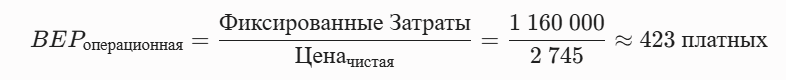 BEPоперационная = Фиксированные Затраты / Ценачистая = 1 160 000 / 2 745 ≈ 423 платных